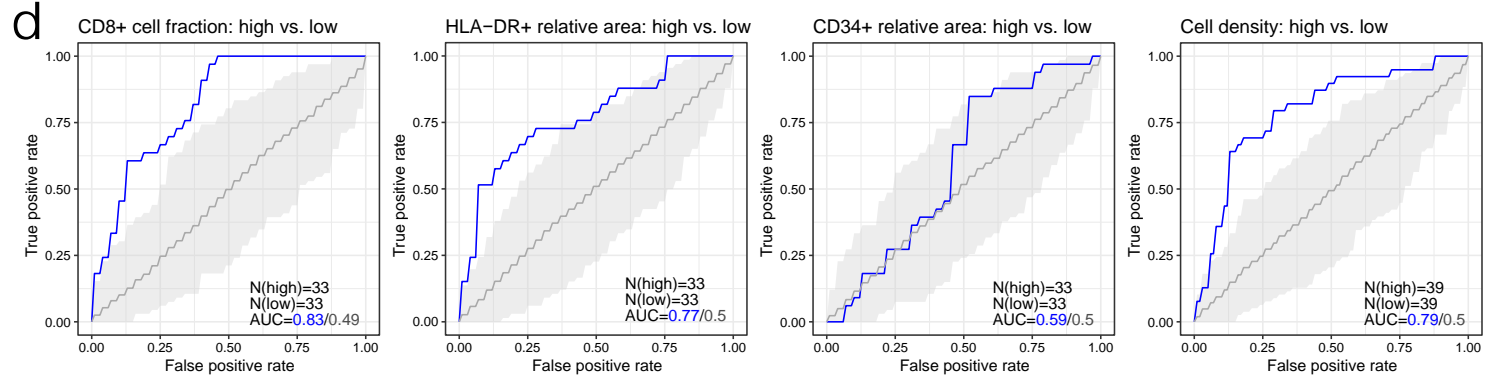 d
CD8+ cell fraction: high vs. low
1.00
0.75
0.50
0.25
0.00
True positive rate
N(high)=33
N(low)=33
AUC=0.83/0.49
0.00 0.25 0.50 0.75 1.00
False positive rate
HLA−DR+ relative area: high vs. low
1.00
0.75
0.50
0.25
0.00
True positive rate
N(high)=33
N(low)=33
AUC=0.77/0.5
0.00 0.25 0.50 0.75 1.00
False positive rate
CD34+ relative area: high vs. low
1.00
0.75
0.50
0.25
0.00
True positive rate
N(high)=33
N(low)=33
AUC=0.59/0.5
0.00 0.25 0.50 0.75 1.00
False positive rate
Cell density: high vs. low
1.00
0.75
0.50
0.25
0.00
True positive rate
N(high)=39
N(low)=39
AUC=0.79/0.5
0.00 0.25 0.50 0.75 1.00
False positive rate